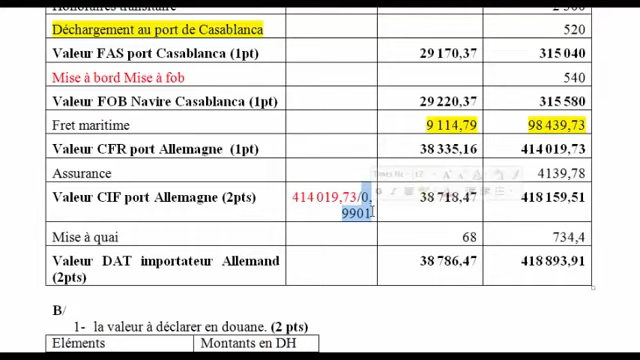 Honoraires transitaire 2 500
Déchargement au port de Casablanca 520
Valeur FAS port Casablanca (1pt) 29 170,37 315 040
Mise à bord Mise à fob 540
Valeur FOB Navire Casablanca (1pt) 29 220,37 315 580
Fret maritime 9 114,79 98 439,73
Valeur CFR port Allemagne (1pt) 38 335,16 414 019,73
Assurance 4139,78
Valeur CIF port Allemagne (2pts) 414 019,73/0, 38 718,47 418 159,51
9901
Mise à quai 68 734,4
Valeur DAT importateur Allemand 38 786,47 418 893,91
(2pts)
B/
1- la valeur à déclarer en douane. (2 pts)
Eléments Montants en DH